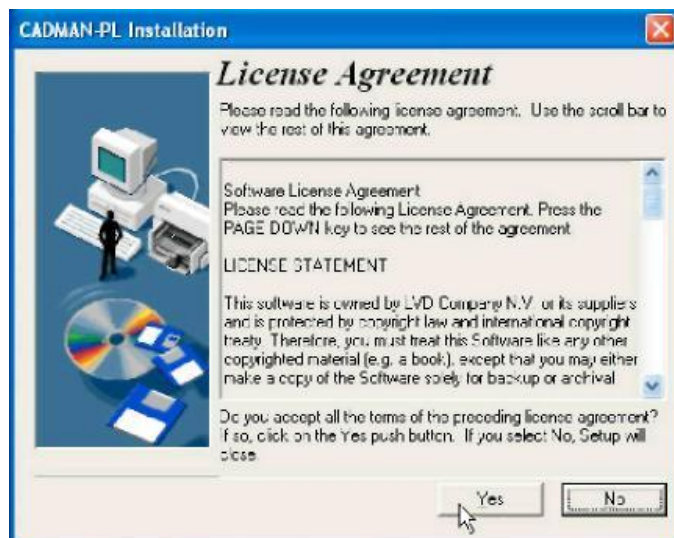 CADMAN-PL Installation
License Agreement
Please read the following license agreement. Use the scroll bar to
view the rest of this agreement.
Software License Agreement
Please read the following License Agreement. Press the
PAGE DOWN key to see the rest of the agreement
LICENSE STATEMENT
This software is owned by LVD Company N.V. or its suppliers
and is protected by copyright law and international copyright
treaty. Therefore, you must treat this Software like any other
copyrighted material (e.g. a book), except that you may either
make a copy of the Software solely for backup or archival
Do you accept all the terms of the preceding license agreement?
If so, click on the Yes push button. If you select No, Setup will
close
Yes
No